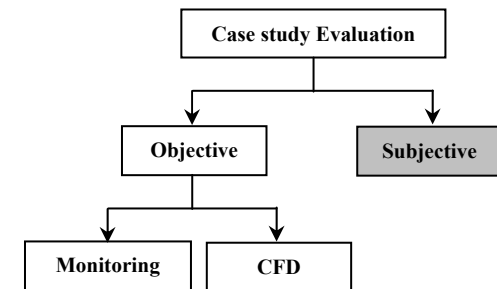 Case study Evaluation
Objective
Subjective
Monitoring
CFD